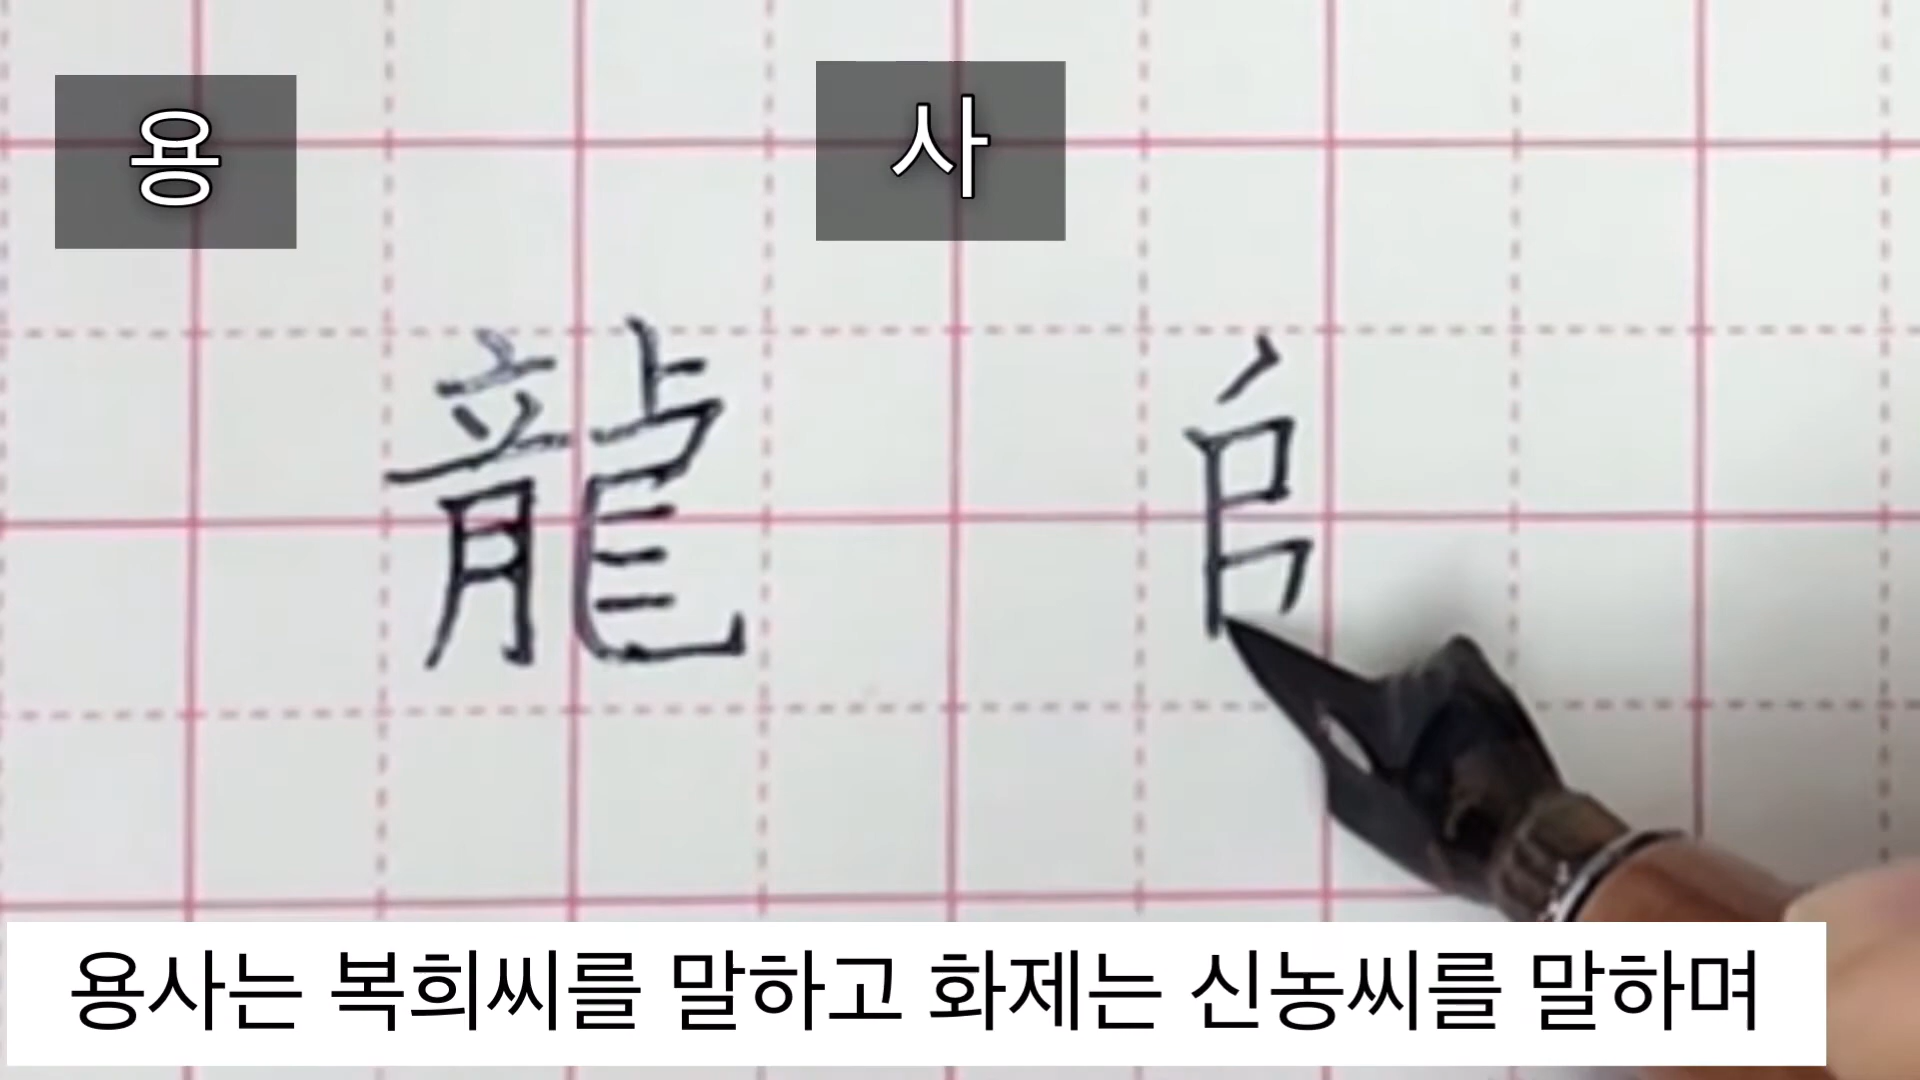 용 사
龍
용사는 복희씨를 말하고 화제는 신농씨를 말하며